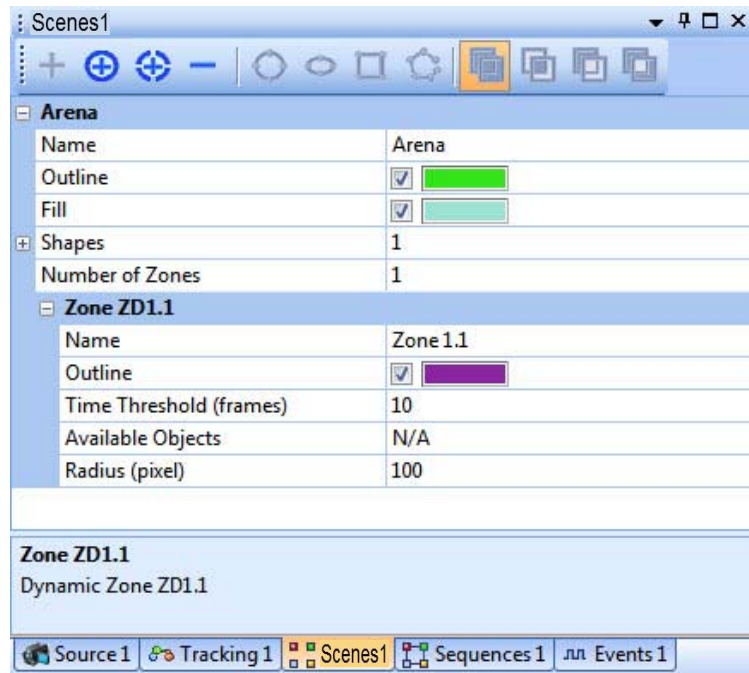 Scenes1
Arena
Name Arena
Outline
Fill
Shapes 1
Number of Zones 1
Zone ZD1.1
Name Zone 1.1
Outline
Time Threshold (frames) 10
Available Objects N/A
Radius (pixel) 100
Zone ZD1.1
Dynamic Zone ZD1.1
Source 1 Tracking 1 Scenes1 Sequences 1 Events 1